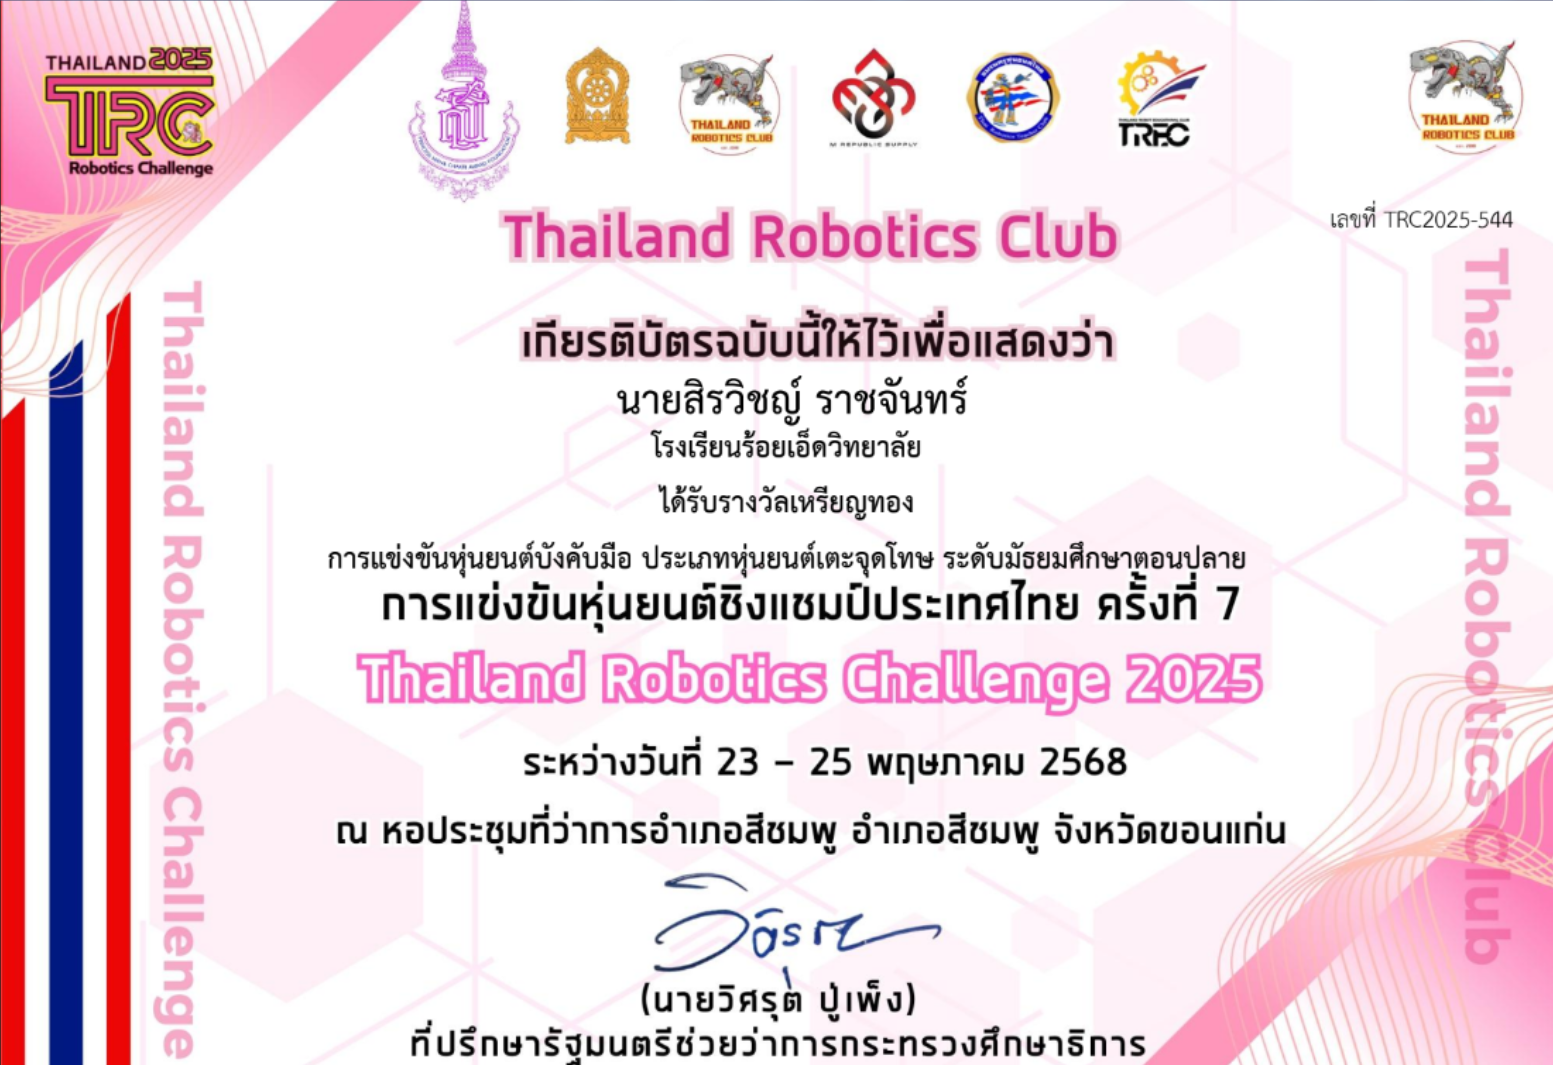 THAILAND 2025
TRC
Robotics Challenge
THAILAND
ROBOTICS CLUB
M REPUBLIC SUPPLY
TREC
THAILAND
ROBOTICS CLUB
เลขที่ TRC2025-544
Thailand Robotics Club
เกียรติบัตรฉบับนี้ให้ไว้เพื่อแสดงว่า
นายสิรวิชญ์ ราชจันทร์
โรงเรียนร้อยเอ็ดวิทยาลัย
ได้รับรางวัลเหรียญทอง
การแข่งขันหุ่นยนต์บังคับมือ ประเภทหุ่นยนต์เตะจุดโทษ ระดับมัธยมศึกษาตอนปลาย
การแข่งขันหุ่นยนต์ชิงแชมป์ประเทศไทย ครั้งที่ 7
Thailand Robotics Challenge 2025
ระหว่างวันที่ 23 – 25 พฤษภาคม 2568
ณ หอประชุมที่ว่าการอำเภอสีชมพู อำเภอสีชมพู จังหวัดขอนแก่น
(นายวิศรุต ปู่เพ็ง)
ที่ปรึกษารัฐมนตรีช่วยว่าการกระทรวงศึกษาธิการ
Thailand Robotics Challenge
Thailand Robotics Club